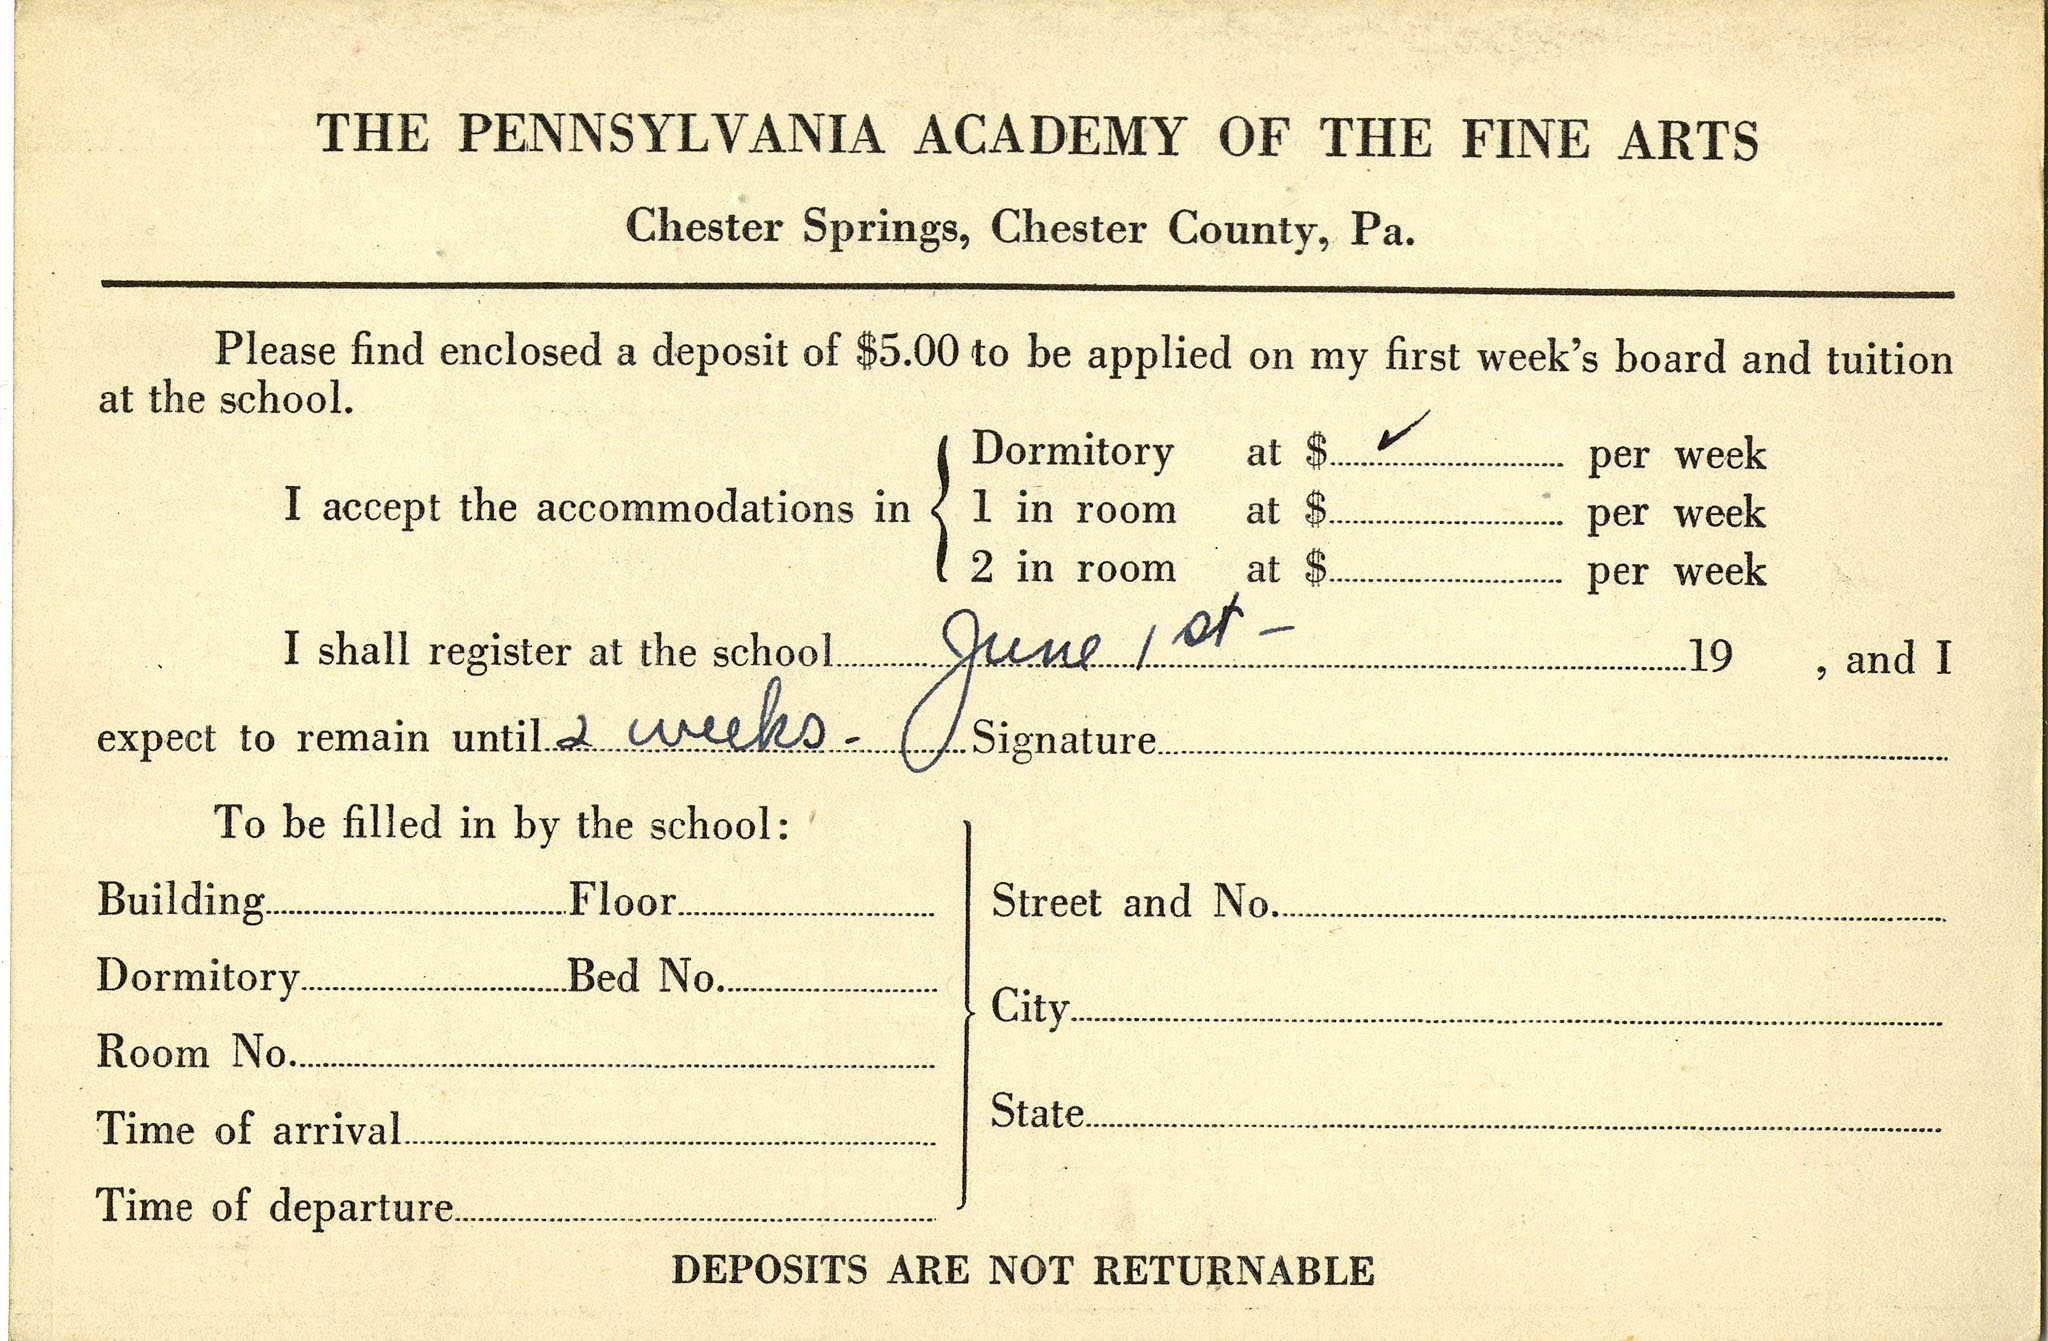 THE PENNSYLVANIA ACADEMY OF THE FINE ARTS
Chester Springs, Chester County, Pa.
Please find enclosed a deposit of $5.00 to be applied on my first week's board and tuition
at the school.
I accept the accommodations in { Dormitory at $ ✓ per week
1 in room at $ per week
2 in room at $ per week
I shall register at the school June 1st - 19 , and I
expect to remain until 2 weeks - Signature
To be filled in by the school:
Building Floor
Dormitory Bed No.
Room No.
Time of arrival
Time of departure
Street and No.
City
State
DEPOSITS ARE NOT RETURNABLE